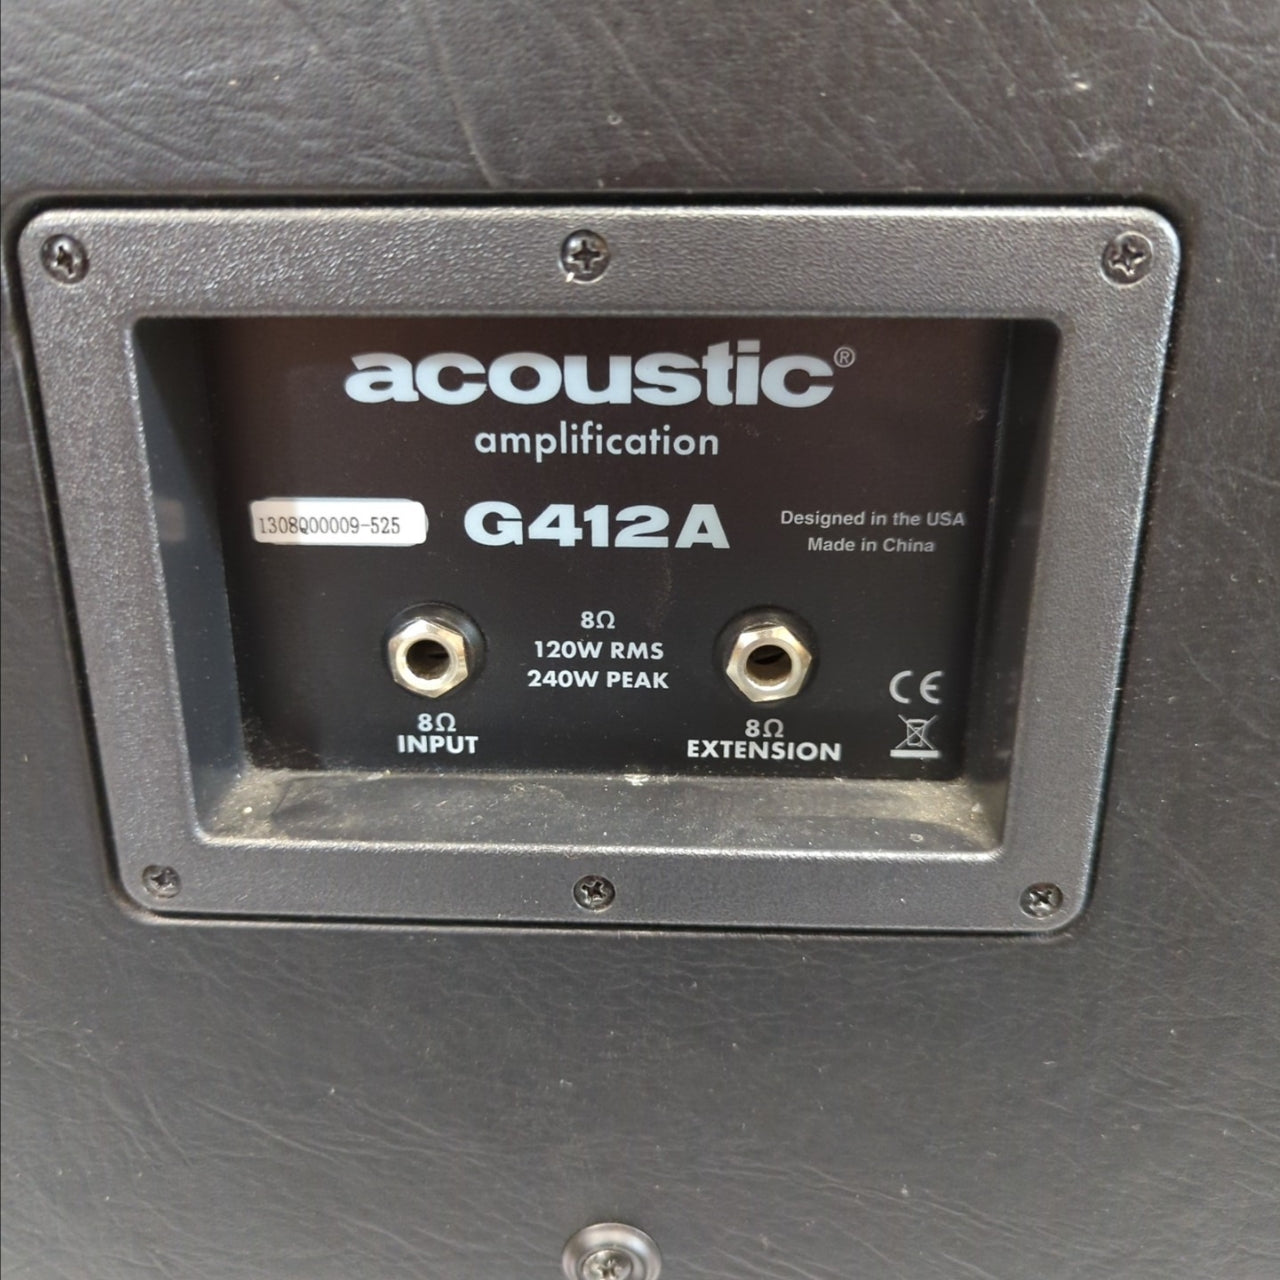 acoustic®
amplification
1308Q00009-525
G412A
Designed in the USA
Made in China
8Ω
120W RMS
240W PEAK
8Ω
INPUT
8Ω
EXTENSION
CE